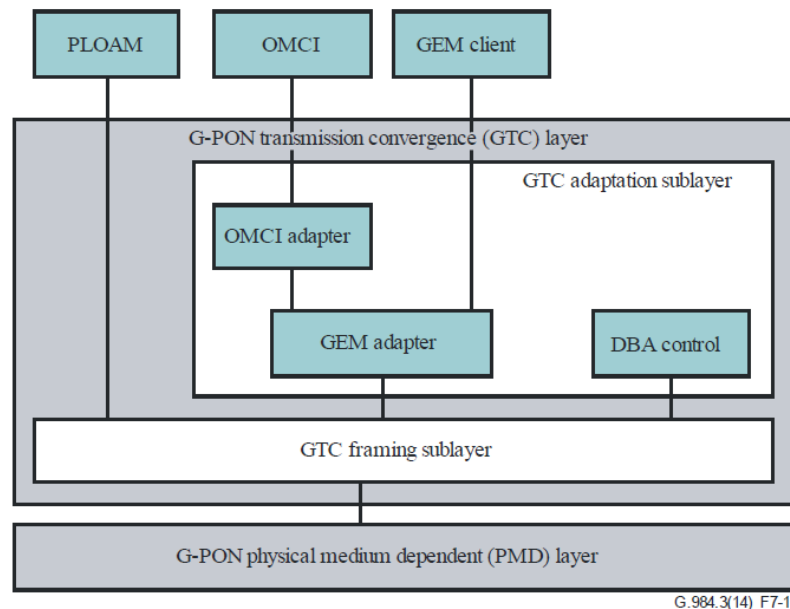 PLOAM
OMCI
GEM client
G-PON transmission convergence (GTC) layer
GTC adaptation sublayer
OMCI adapter
GEM adapter
DBA control
GTC framing sublayer
G-PON physical medium dependent (PMD) layer
G.984.3(14)_F7-1